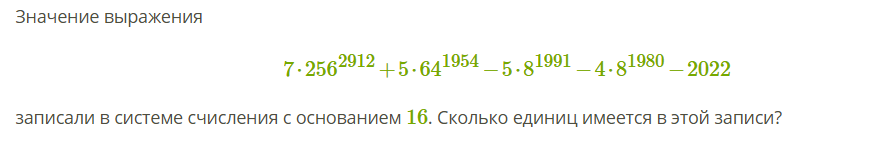 Значение выражения
7·256^2912 + 5·64^1954 − 5·8^1991 − 4·8^1980 − 2022
записали в системе счисления с основанием 16. Сколько единиц имеется в этой записи?